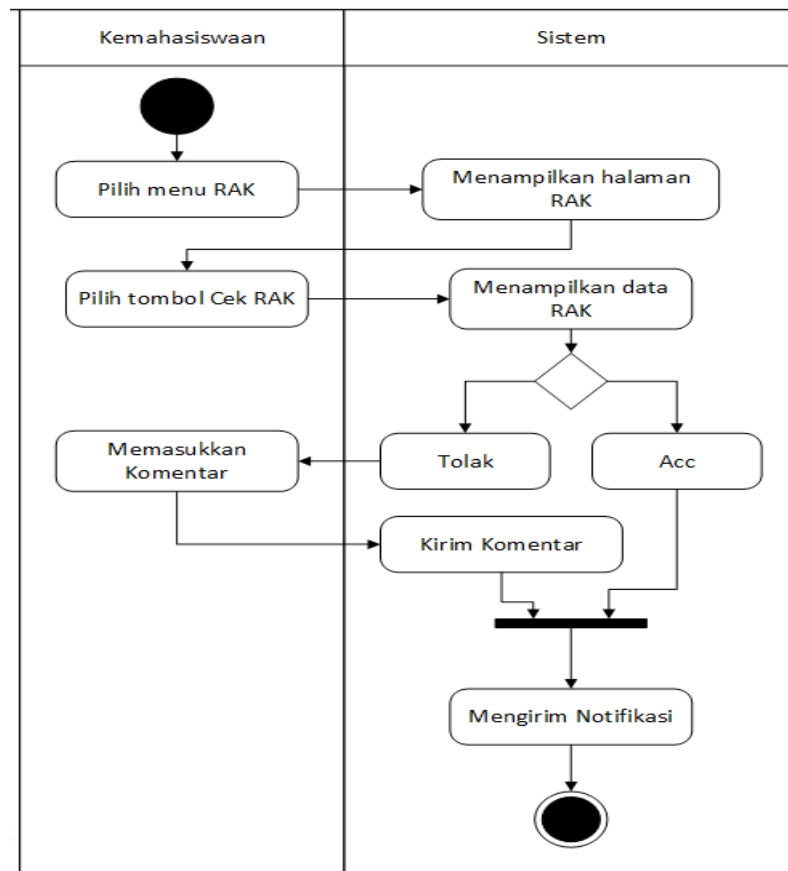 Kemahasiswaan
Sistem
Pilih menu RAK
Menampilkan halaman
RAK
Pilih tombol Cek RAK
Menampilkan data
RAK
Memasukkan
Komentar
Tolak
Acc
Kirim Komentar
Mengirim Notifikasi